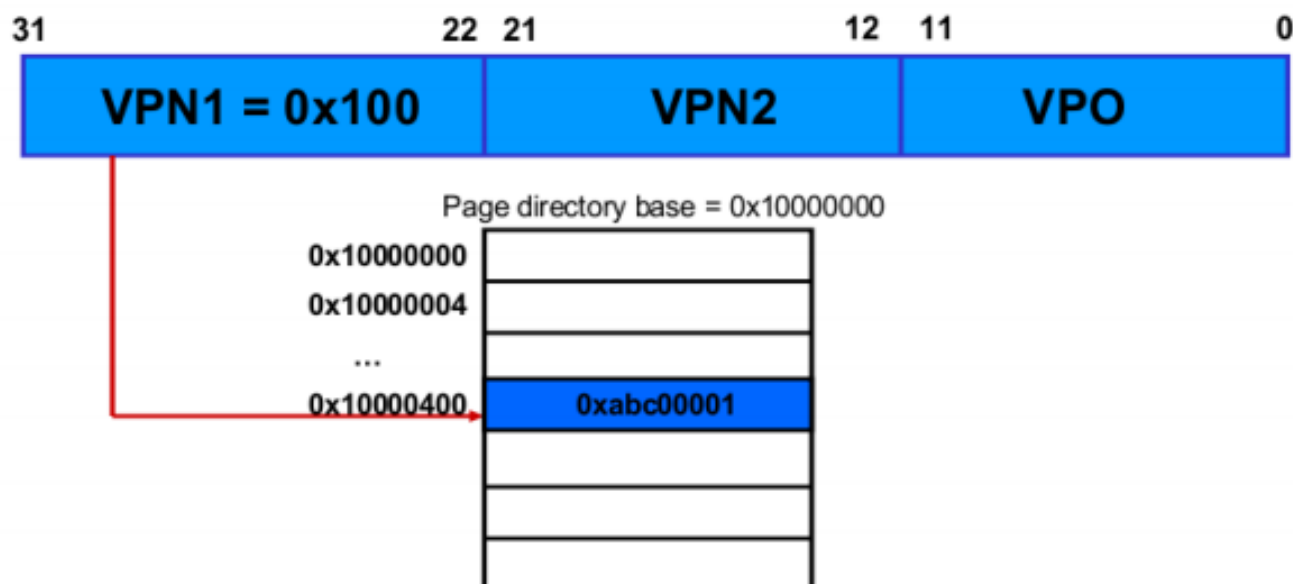 31 22 21 12 11 0
VPN1 = 0x100 VPN2 VPO
Page directory base = 0x10000000
0x10000000
0x10000004
...
0x10000400 0xabc00001